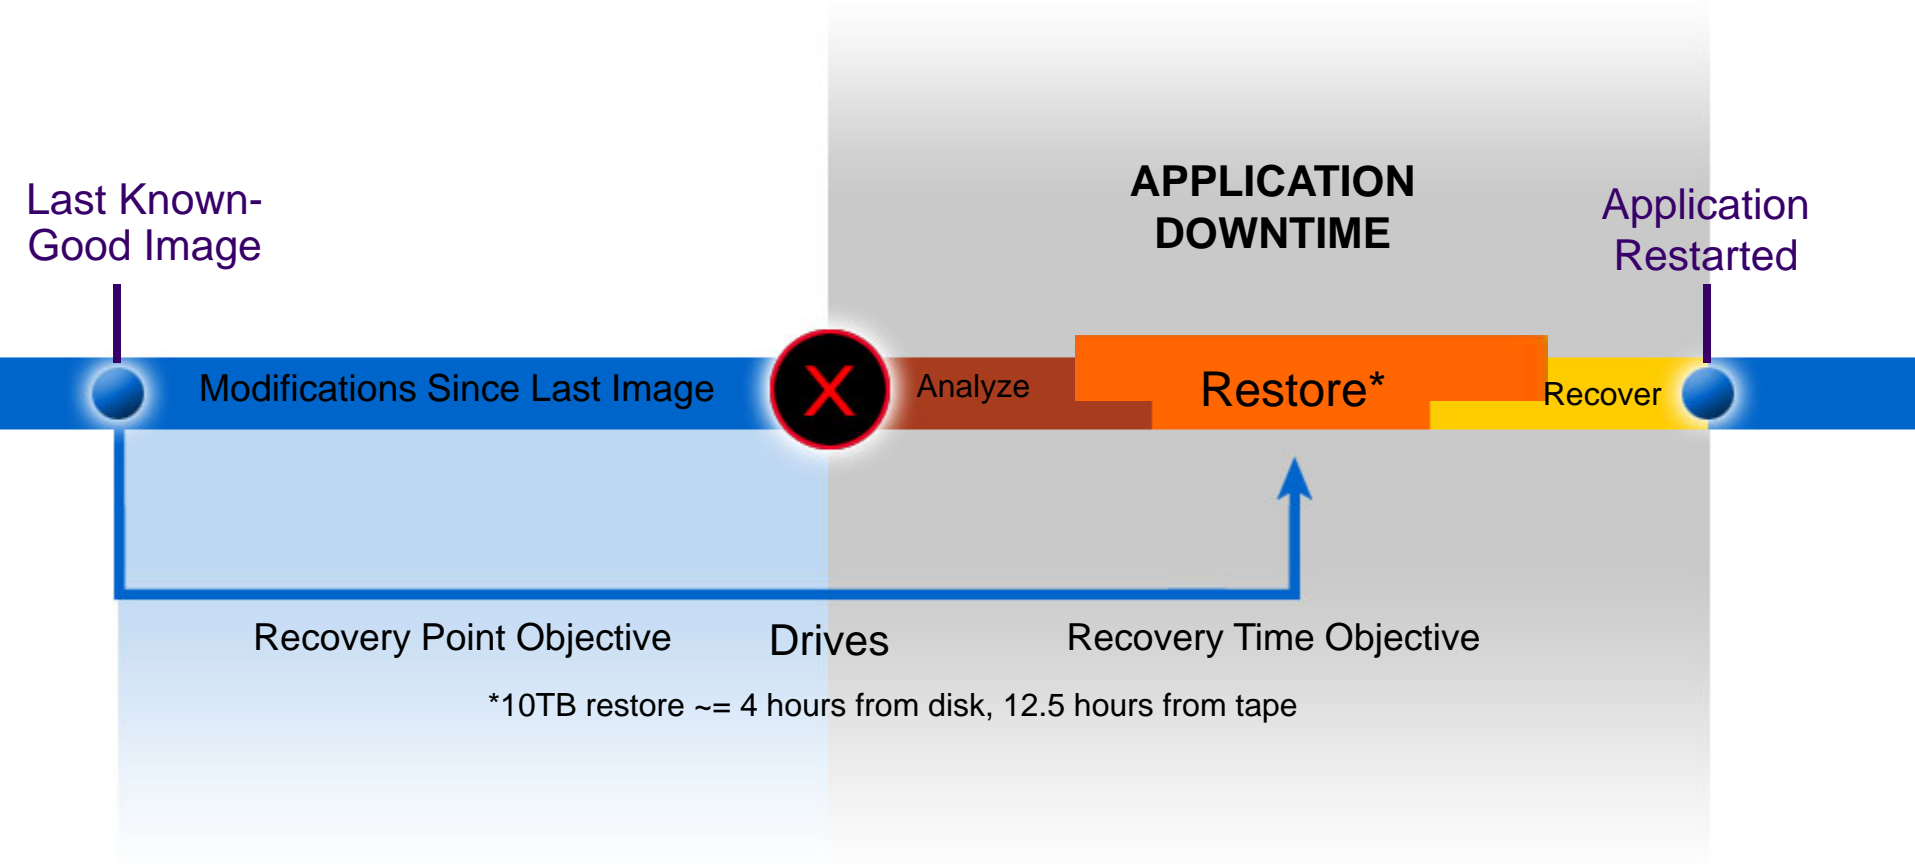 APPLICATION
DOWNTIME
Last Known-
Good Image
Application
Restarted
Modifications Since Last Image
X
Analyze
Restore*
Recover
Recovery Point Objective
Drives
Recovery Time Objective
*10TB restore ~= 4 hours from disk, 12.5 hours from tape